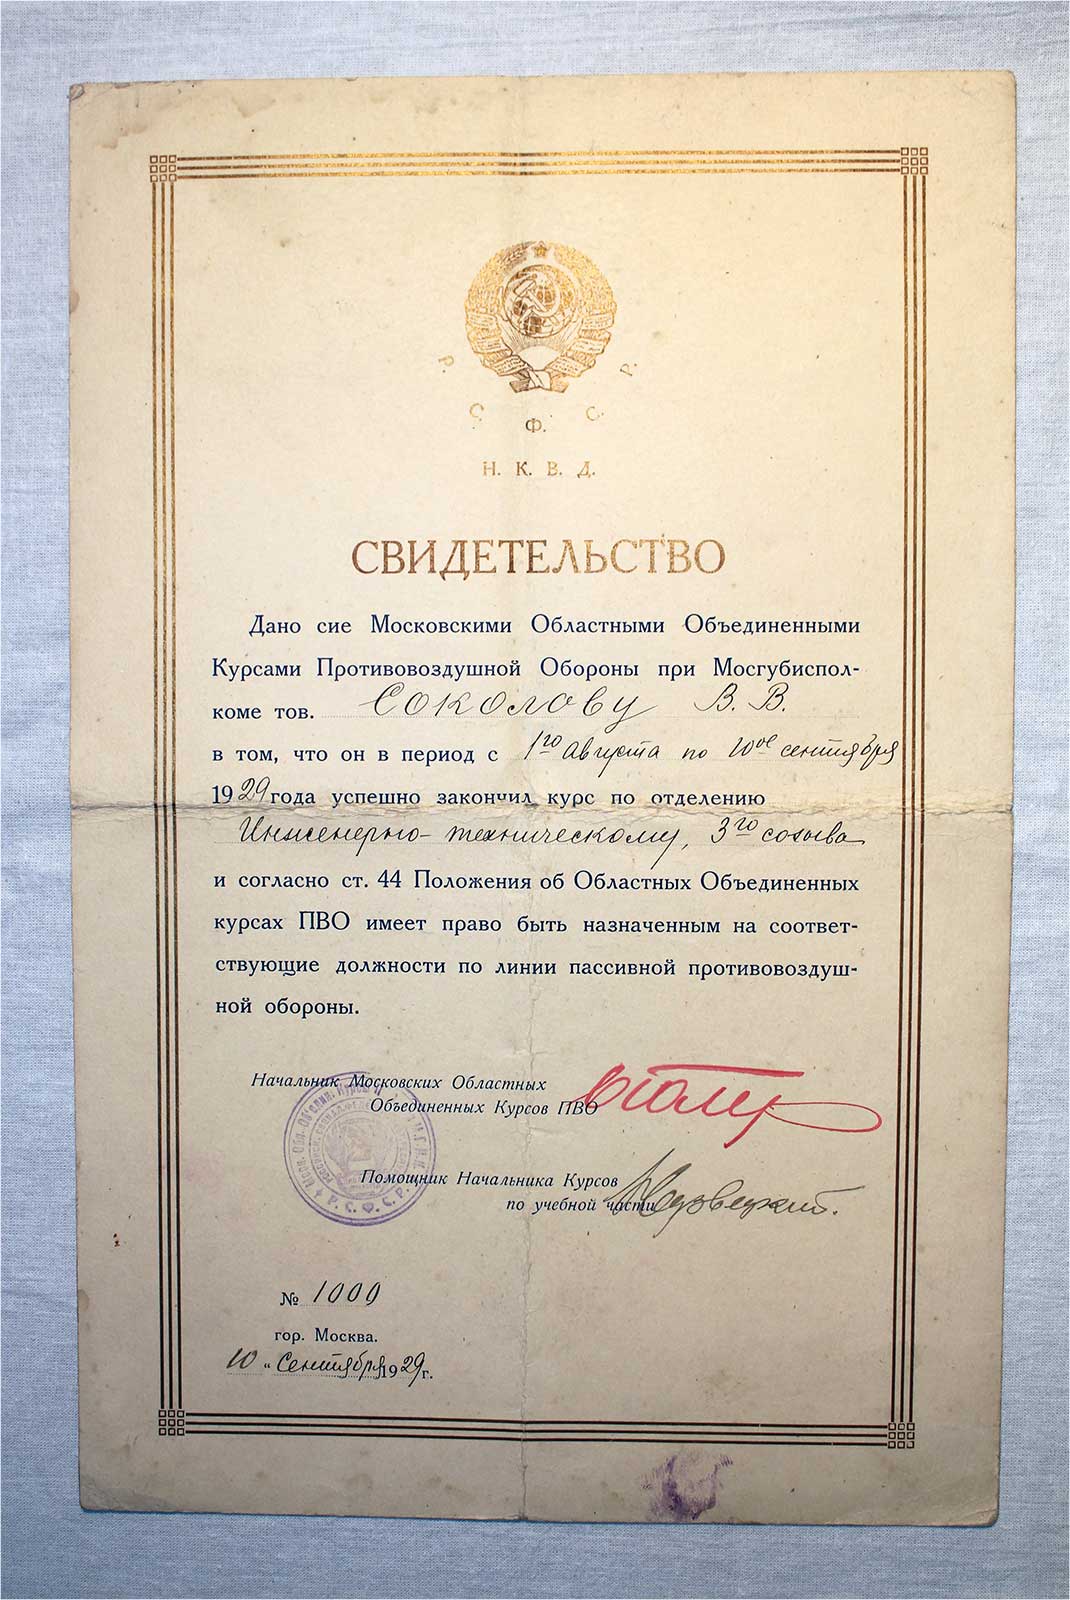 Р. С. Ф. С. Р.
Н. К. В. Д.
СВИДЕТЕЛЬСТВО
Дано сие Московскими Областными Объединенными
Курсами Противовоздушной Обороны при Мосгубиспол-
коме тов. Соколову В. В.
в том, что он в период с 1го августа по 10ое сентября
1929 года успешно закончил курс по отделению
Инженерно-техническому, 3го созыва
и согласно ст. 44 Положения об Областных Объединенных
курсах ПВО имеет право быть назначенным на соответ-
ствующие должности по линии пассивной противовоздуш-
ной обороны.
Начальник Московских Областных
Объединенных Курсов ПВО
Помощник Начальника Курсов
по учебной части
№ 1000
гор. Москва.
10 " Сентября 1929 г.
Р. С. Ф. С. Р.